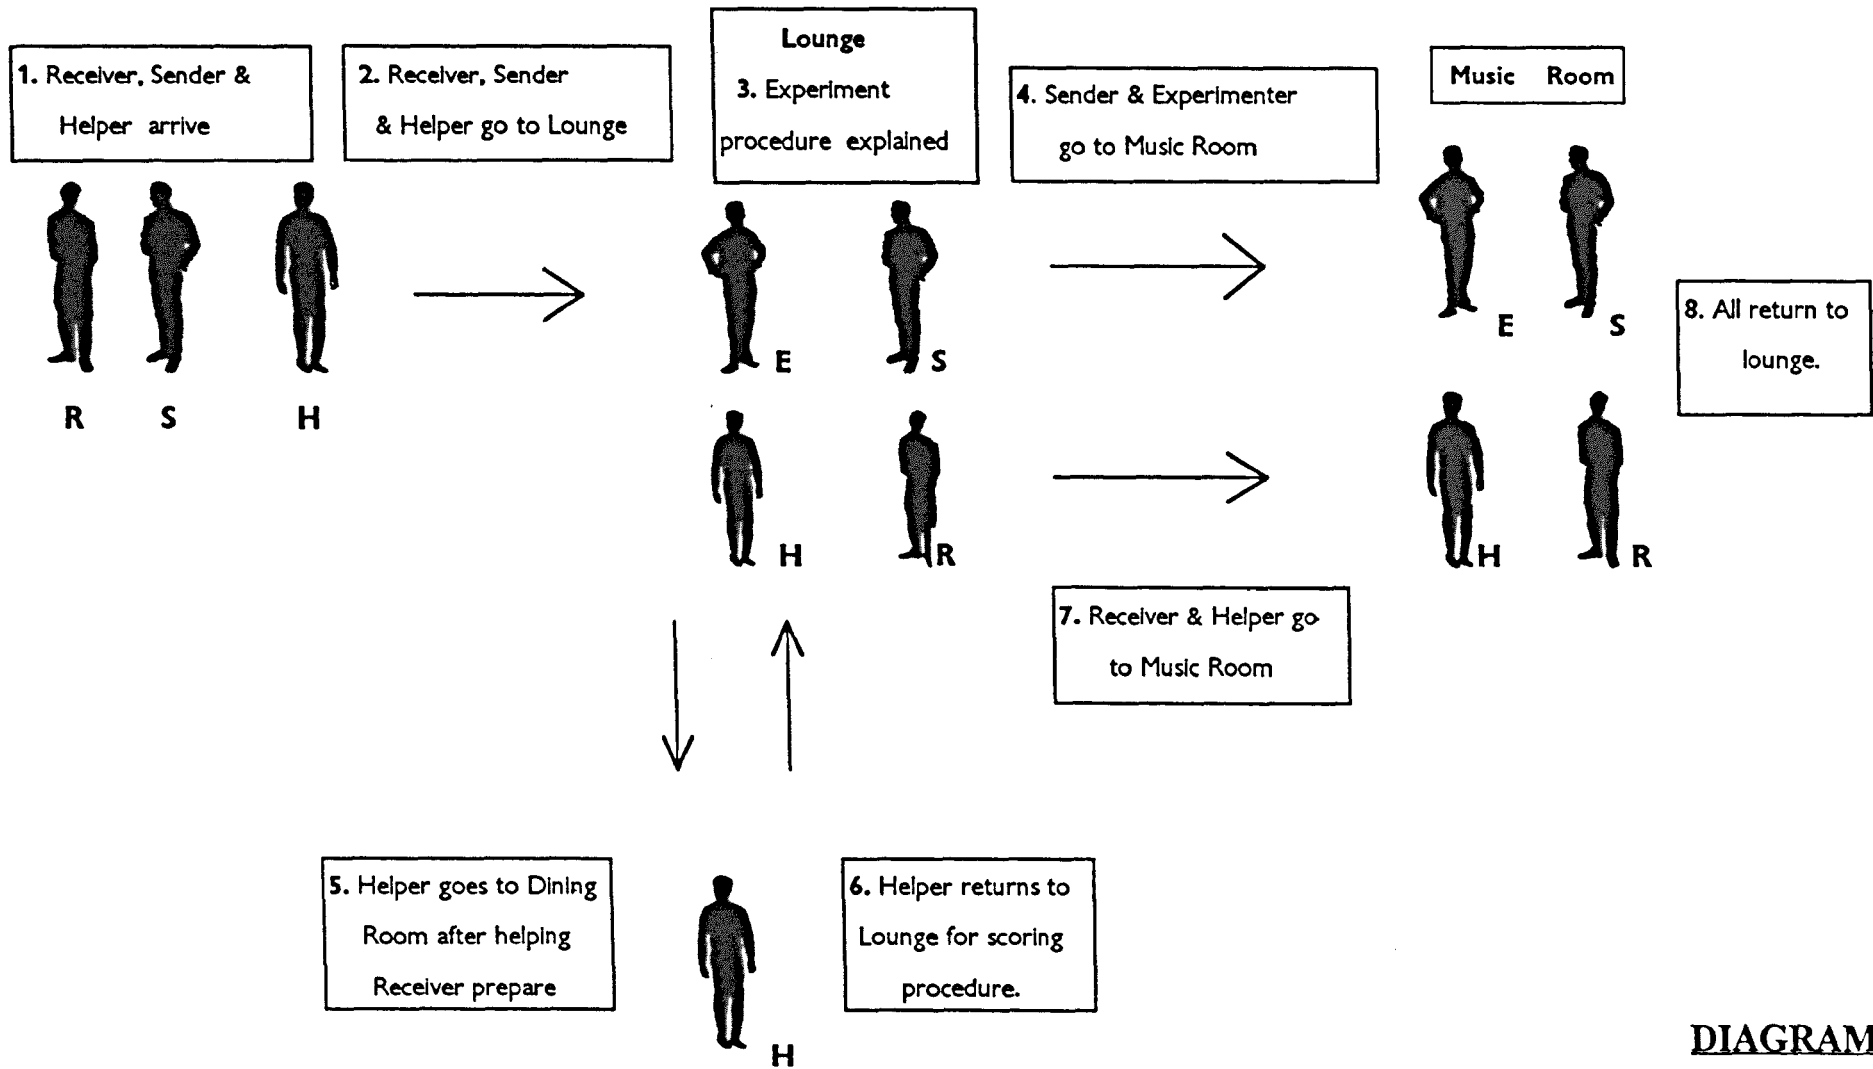 1. Receiver, Sender &
Helper arrive
2. Receiver, Sender
& Helper go to Lounge
Lounge
3. Experiment
procedure explained
4. Sender & Experimenter
go to Music Room
Music Room
R S H
E S
H R
E S
H R
8. All return to
lounge.
7. Receiver & Helper go
to Music Room
5. Helper goes to Dining
Room after helping
Receiver prepare
6. Helper returns to
Lounge for scoring
procedure.
H
DIAGRAM